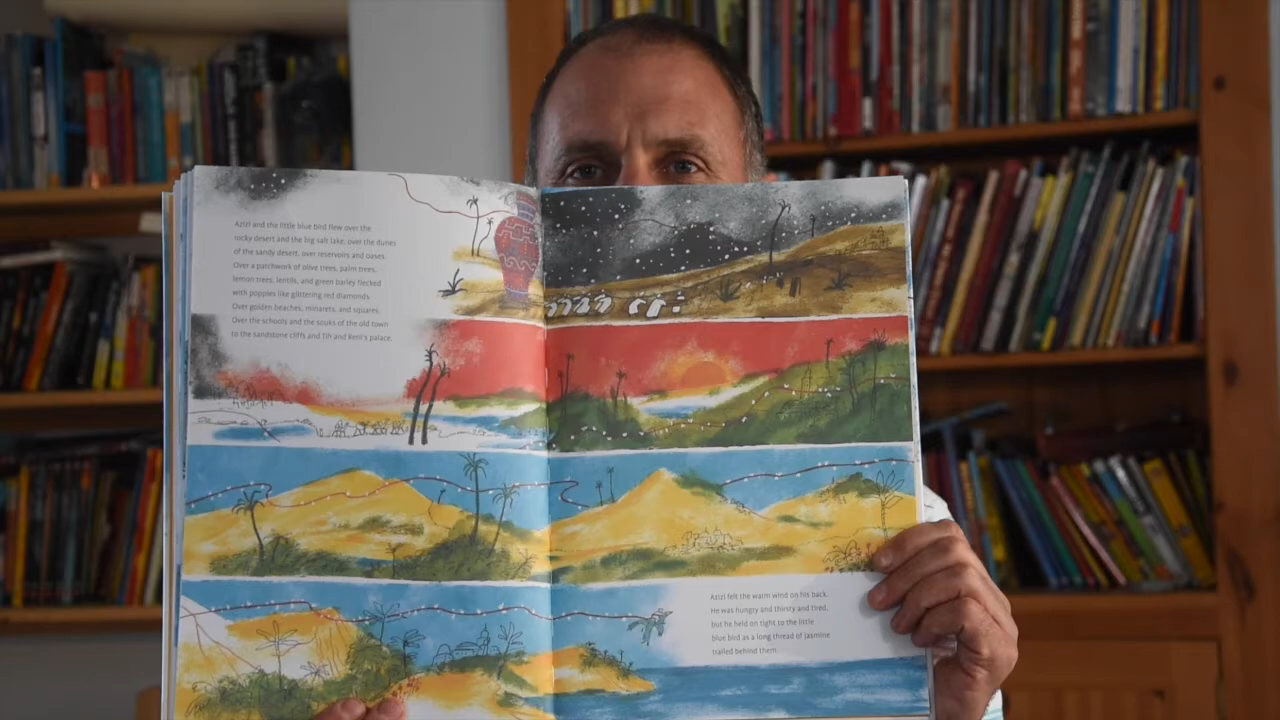 Azizi and the little blue bird flew over the
rocky desert and the big salt lake, over the dunes
of the sandy desert, over reservoirs and oases.
Over a patchwork of olive trees, palm trees,
lemon trees, lentils, and green barley flecked
with poppies like glittering red diamonds.
Over golden beaches, minarets, and squares.
Over the schools and the souks of the old town
to the sandstone cliffs and Tih and Reni's palace.
Azizi felt the warm wind on his back.
He was hungry and thirsty and tired,
but he held on tight to the little
blue bird as a long thread of Jasmine
trailed behind them.